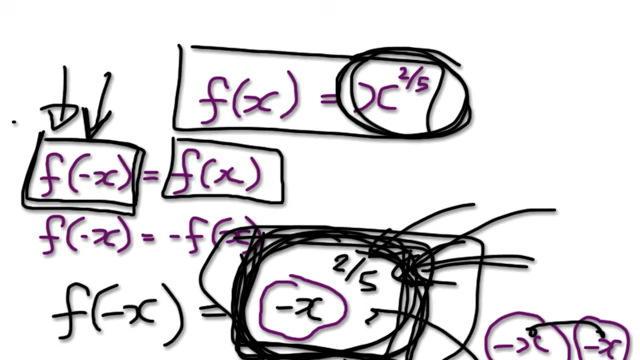 f(x) = x^{2/5}
f(-x) = f(x)
f(-x) = -f(x)
f(-x) = (-x)^{2/5}
-x -x